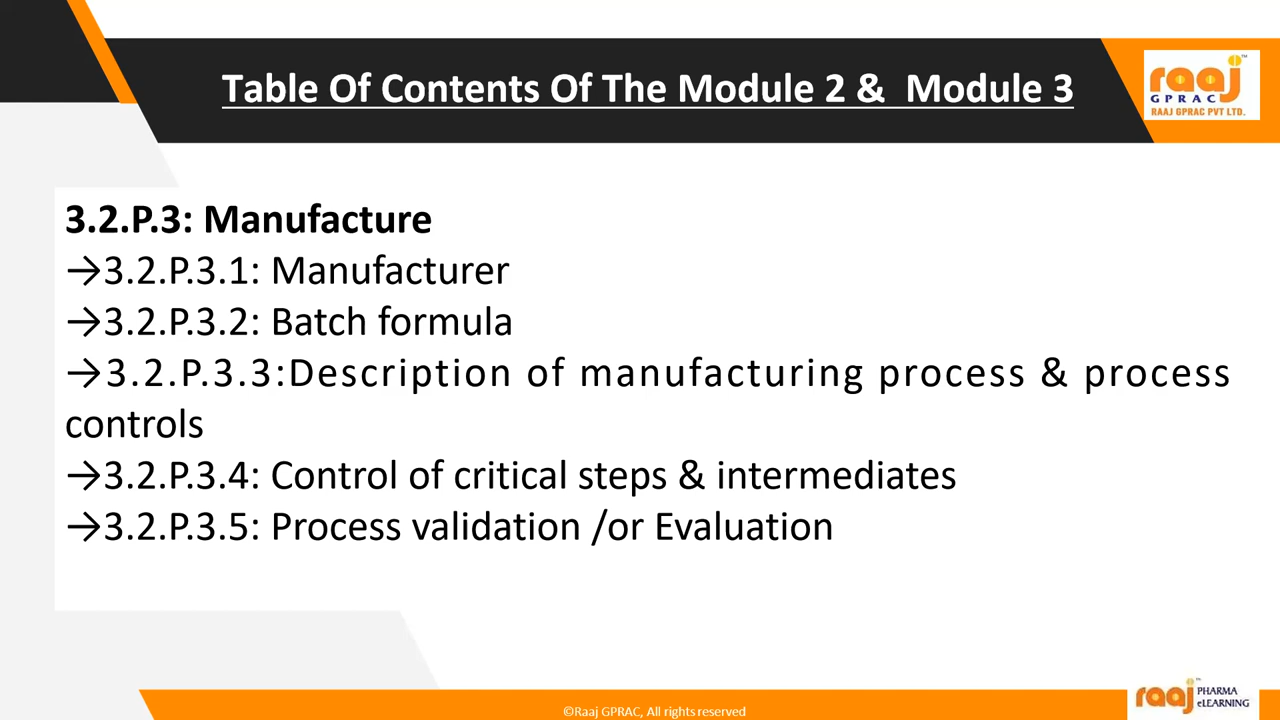 Table Of Contents Of The Module 2 & Module 3
raaj
GPRAC
RAAJ GPRAC PVT LTD.
3.2.P.3: Manufacture
→3.2.P.3.1: Manufacturer
→3.2.P.3.2: Batch formula
→3.2.P.3.3:Description of manufacturing process & process
controls
→3.2.P.3.4: Control of critical steps & intermediates
→3.2.P.3.5: Process validation /or Evaluation
©Raaj GPRAC, All rights reserved
raaj PHARMA
eLEARNING